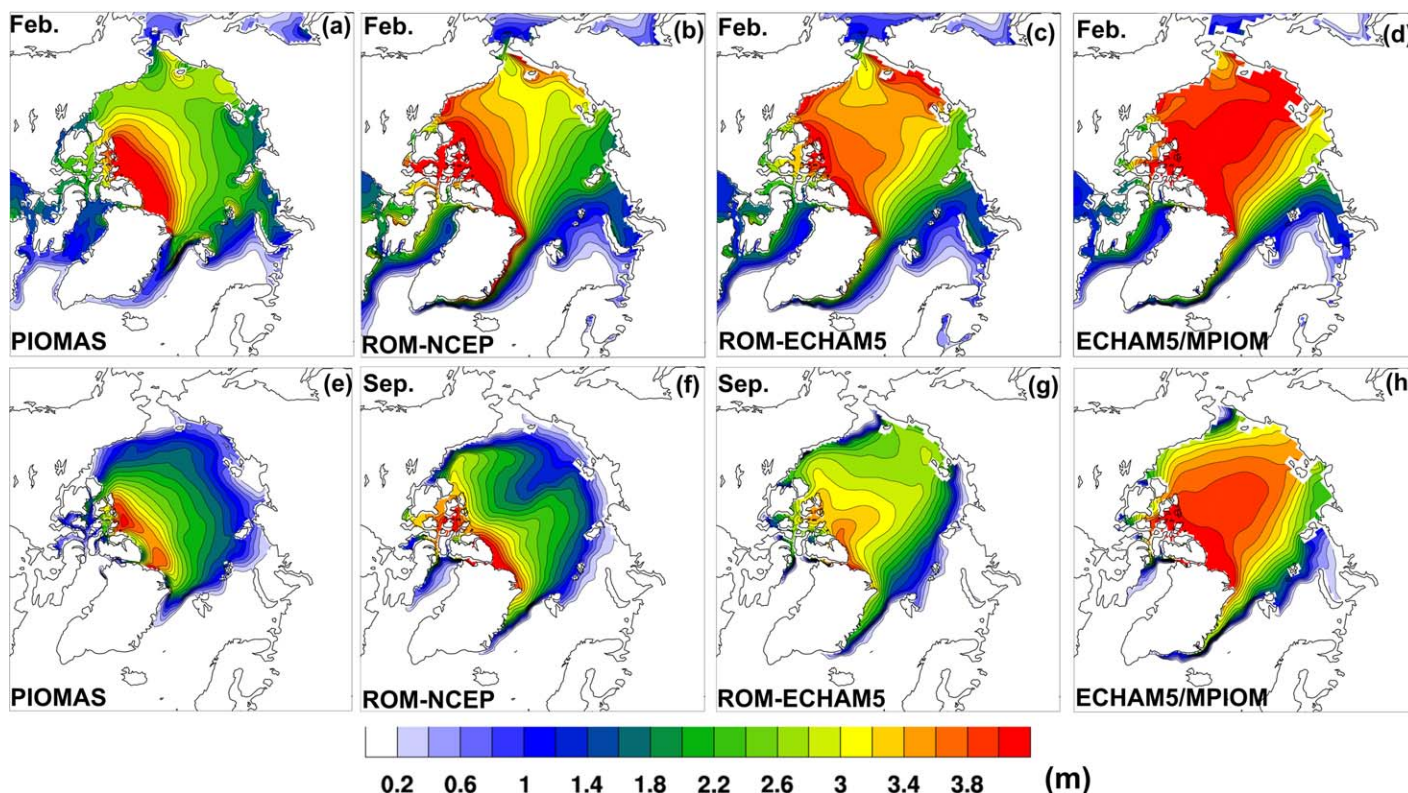 Feb. (a)
Feb. (b)
Feb. (c)
Feb. (d)
PIOMAS
ROM-NCEP
ROM-ECHAM5
ECHAM5/MPIOM
Sep. (e)
Sep. (f)
Sep. (g)
Sep. (h
PIOMAS
ROM-NCEP
ROM-ECHAM5
ECHAM5/MPIOM
0.2 0.6 1 1.4 1.8 2.2 2.6 3 3.4 3.8 (m)